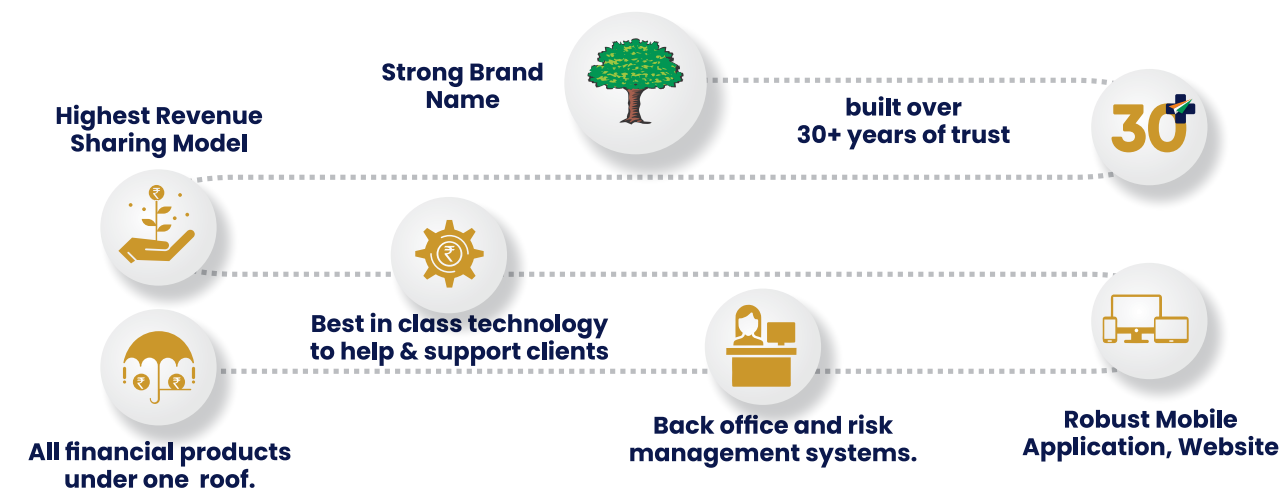 Strong Brand
Name
built over
30+ years of trust
30+
Highest Revenue
Sharing Model
₹
₹
Best in class technology
to help & support clients
Robust Mobile
Application, Website
Back office and risk
management systems.
₹ ₹
All financial products
under one roof.